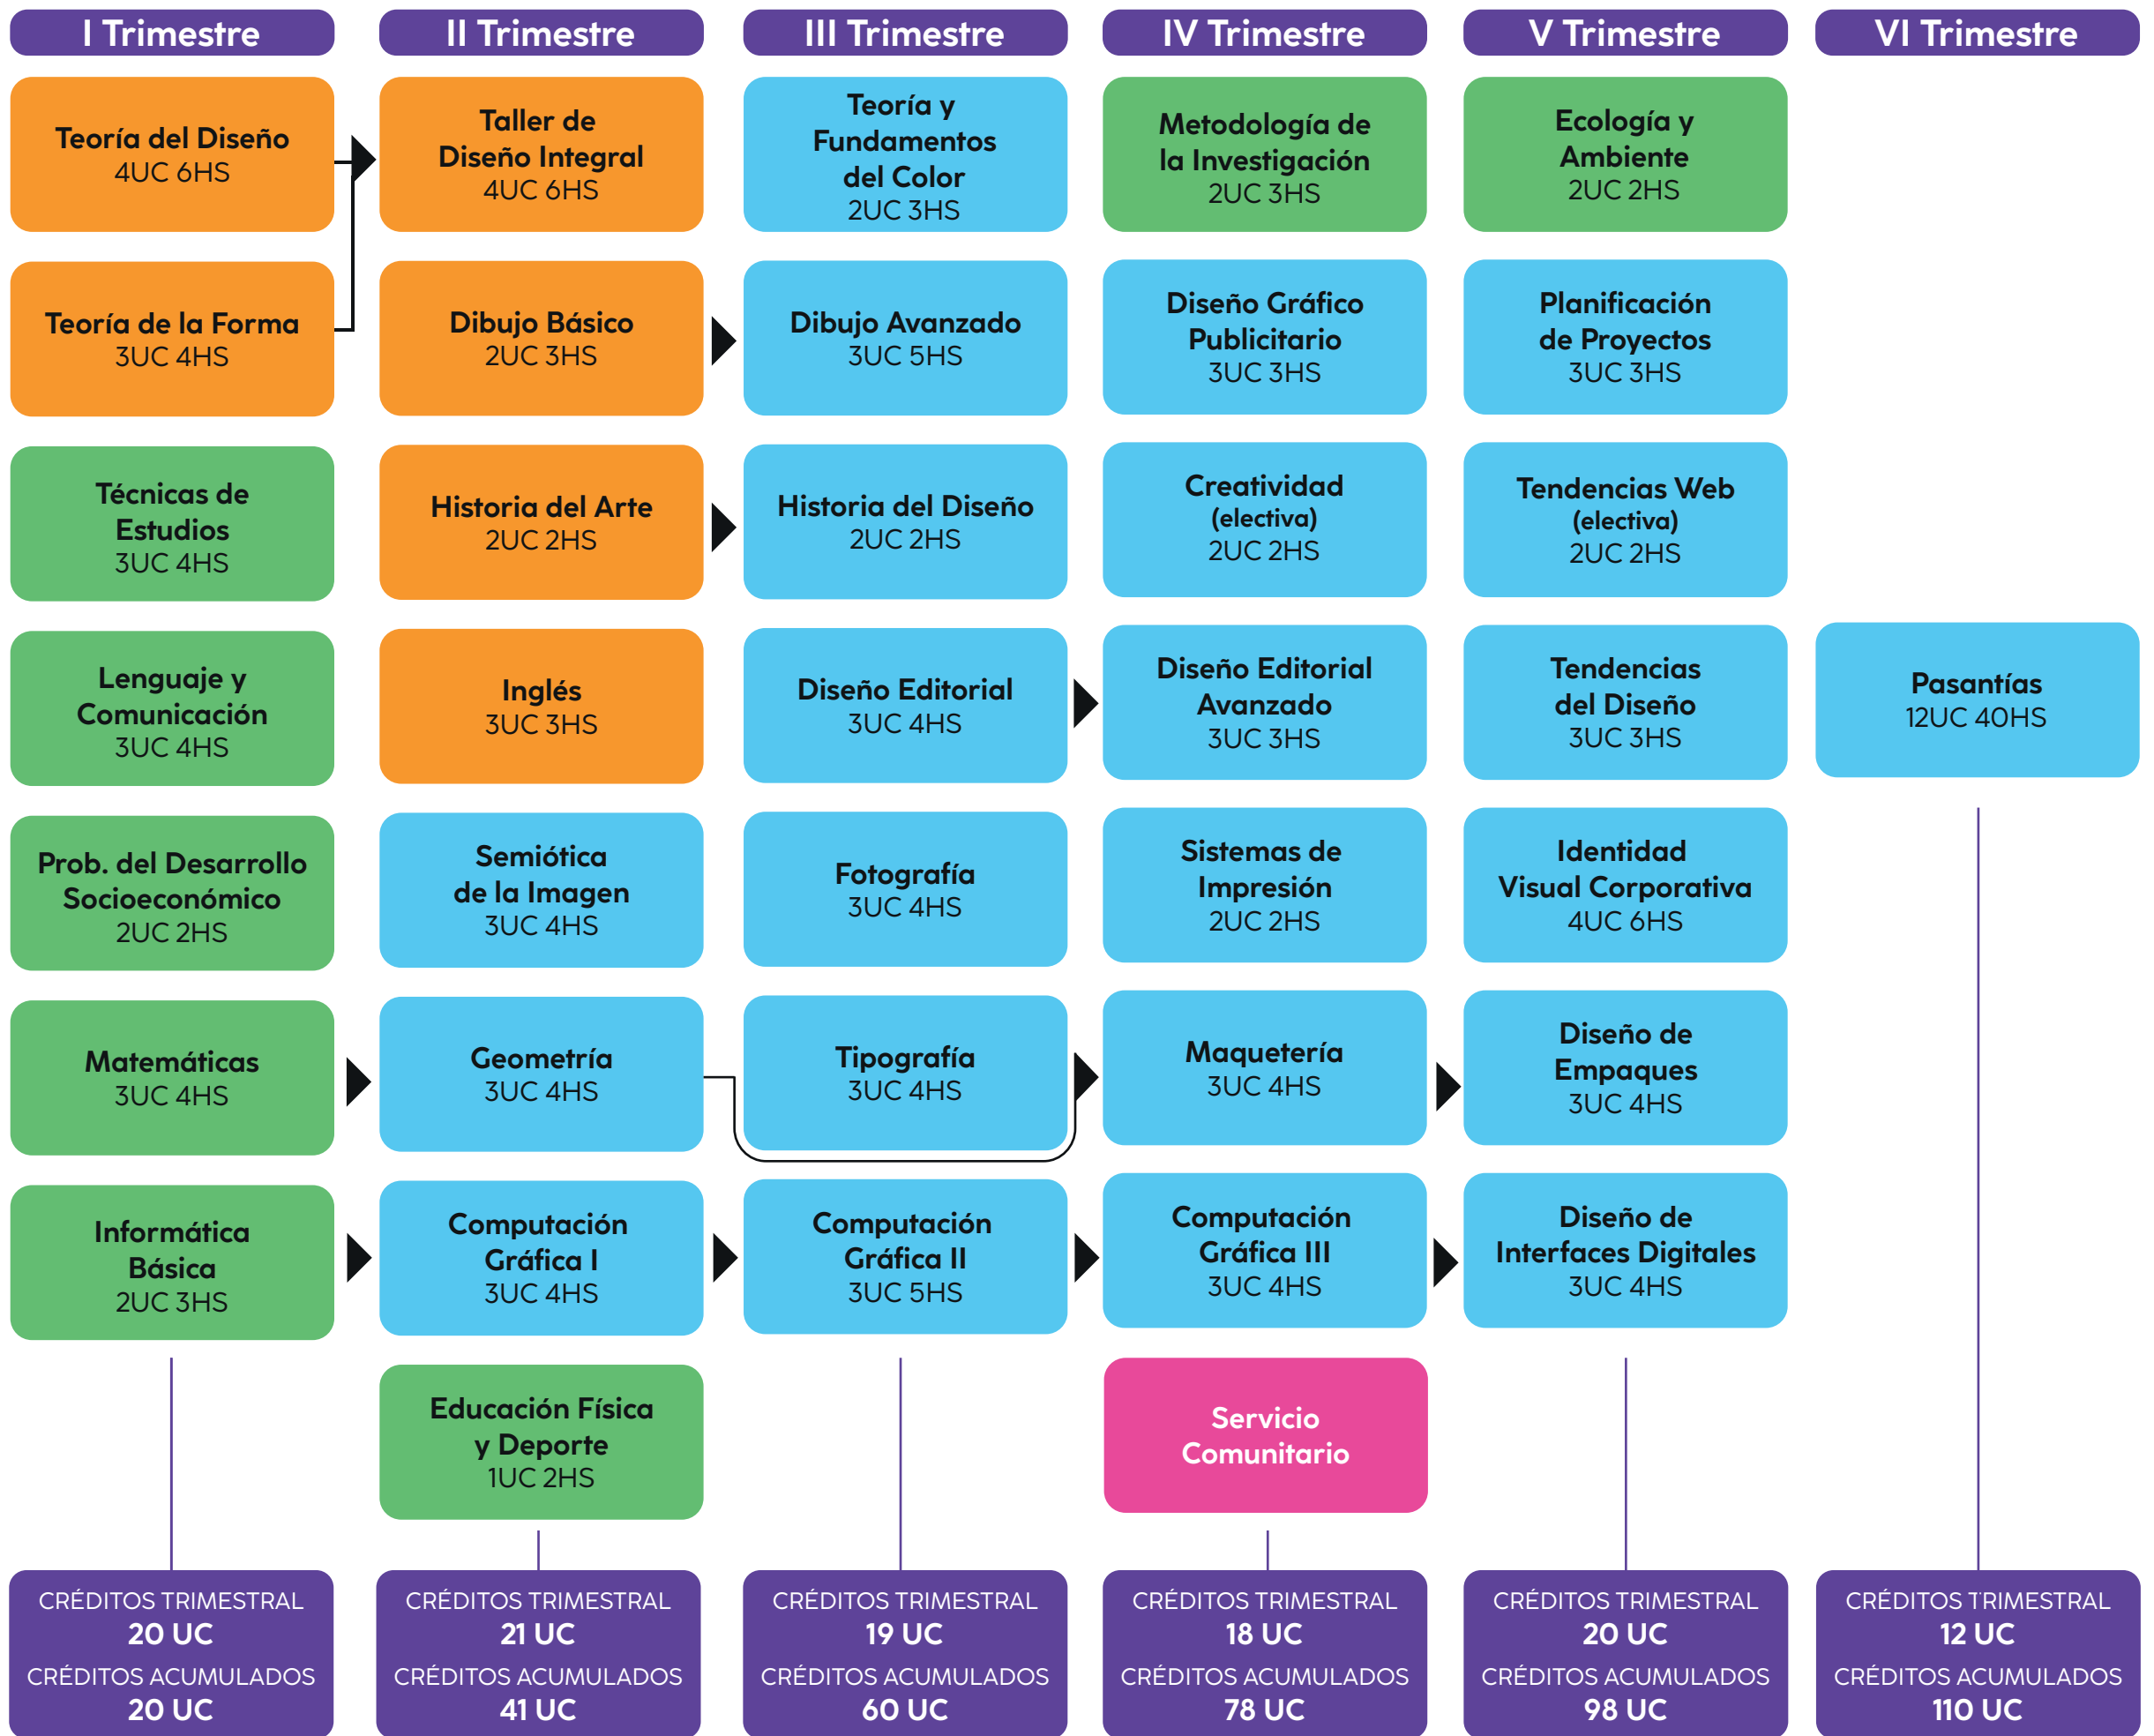 I Trimestre
Teoría del Diseño
4UC 6HS
Teoría de la Forma
3UC 4HS
Técnicas de
Estudios
3UC 4HS
Lenguaje y
Comunicación
3UC 4HS
Prob. del Desarrollo
Socioeconómico
2UC 2HS
Matemáticas
3UC 4HS
Informática
Básica
2UC 3HS
CRÉDITOS TRIMESTRAL
20 UC
CRÉDITOS ACUMULADOS
20 UC
II Trimestre
Taller de
Diseño Integral
4UC 6HS
Dibujo Básico
2UC 3HS
Historia del Arte
2UC 2HS
Inglés
3UC 3HS
Semiótica
de la Imagen
3UC 4HS
Geometría
3UC 4HS
Computación
Gráfica I
3UC 4HS
Educación Física
y Deporte
1UC 2HS
CRÉDITOS TRIMESTRAL
21 UC
CRÉDITOS ACUMULADOS
41 UC
III Trimestre
Teoría y
Fundamentos
del Color
2UC 3HS
Dibujo Avanzado
3UC 5HS
Historia del Diseño
2UC 2HS
Diseño Editorial
3UC 4HS
Fotografía
3UC 4HS
Tipografía
3UC 4HS
Computación
Gráfica II
3UC 5HS
CRÉDITOS TRIMESTRAL
19 UC
CRÉDITOS ACUMULADOS
60 UC
IV Trimestre
Metodología de
la Investigación
2UC 3HS
Diseño Gráfico
Publicitario
3UC 3HS
Creatividad
(electiva)
2UC 2HS
Diseño Editorial
Avanzado
3UC 3HS
Sistemas de
Impresión
2UC 2HS
Maquetería
3UC 4HS
Computación
Gráfica III
3UC 4HS
Servicio
Comunitario
CRÉDITOS TRIMESTRAL
18 UC
CRÉDITOS ACUMULADOS
78 UC
V Trimestre
Ecología y
Ambiente
2UC 2HS
Planificación
de Proyectos
3UC 3HS
Tendencias Web
(electiva)
2UC 2HS
Tendencias
del Diseño
3UC 3HS
Identidad
Visual Corporativa
4UC 6HS
Diseño de
Empaques
3UC 4HS
Diseño de
Interfaces Digitales
3UC 4HS
CRÉDITOS TRIMESTRAL
20 UC
CRÉDITOS ACUMULADOS
98 UC
VI Trimestre
Pasantías
12UC 40HS
CRÉDITOS TRIMESTRAL
12 UC
CRÉDITOS ACUMULADOS
110 UC